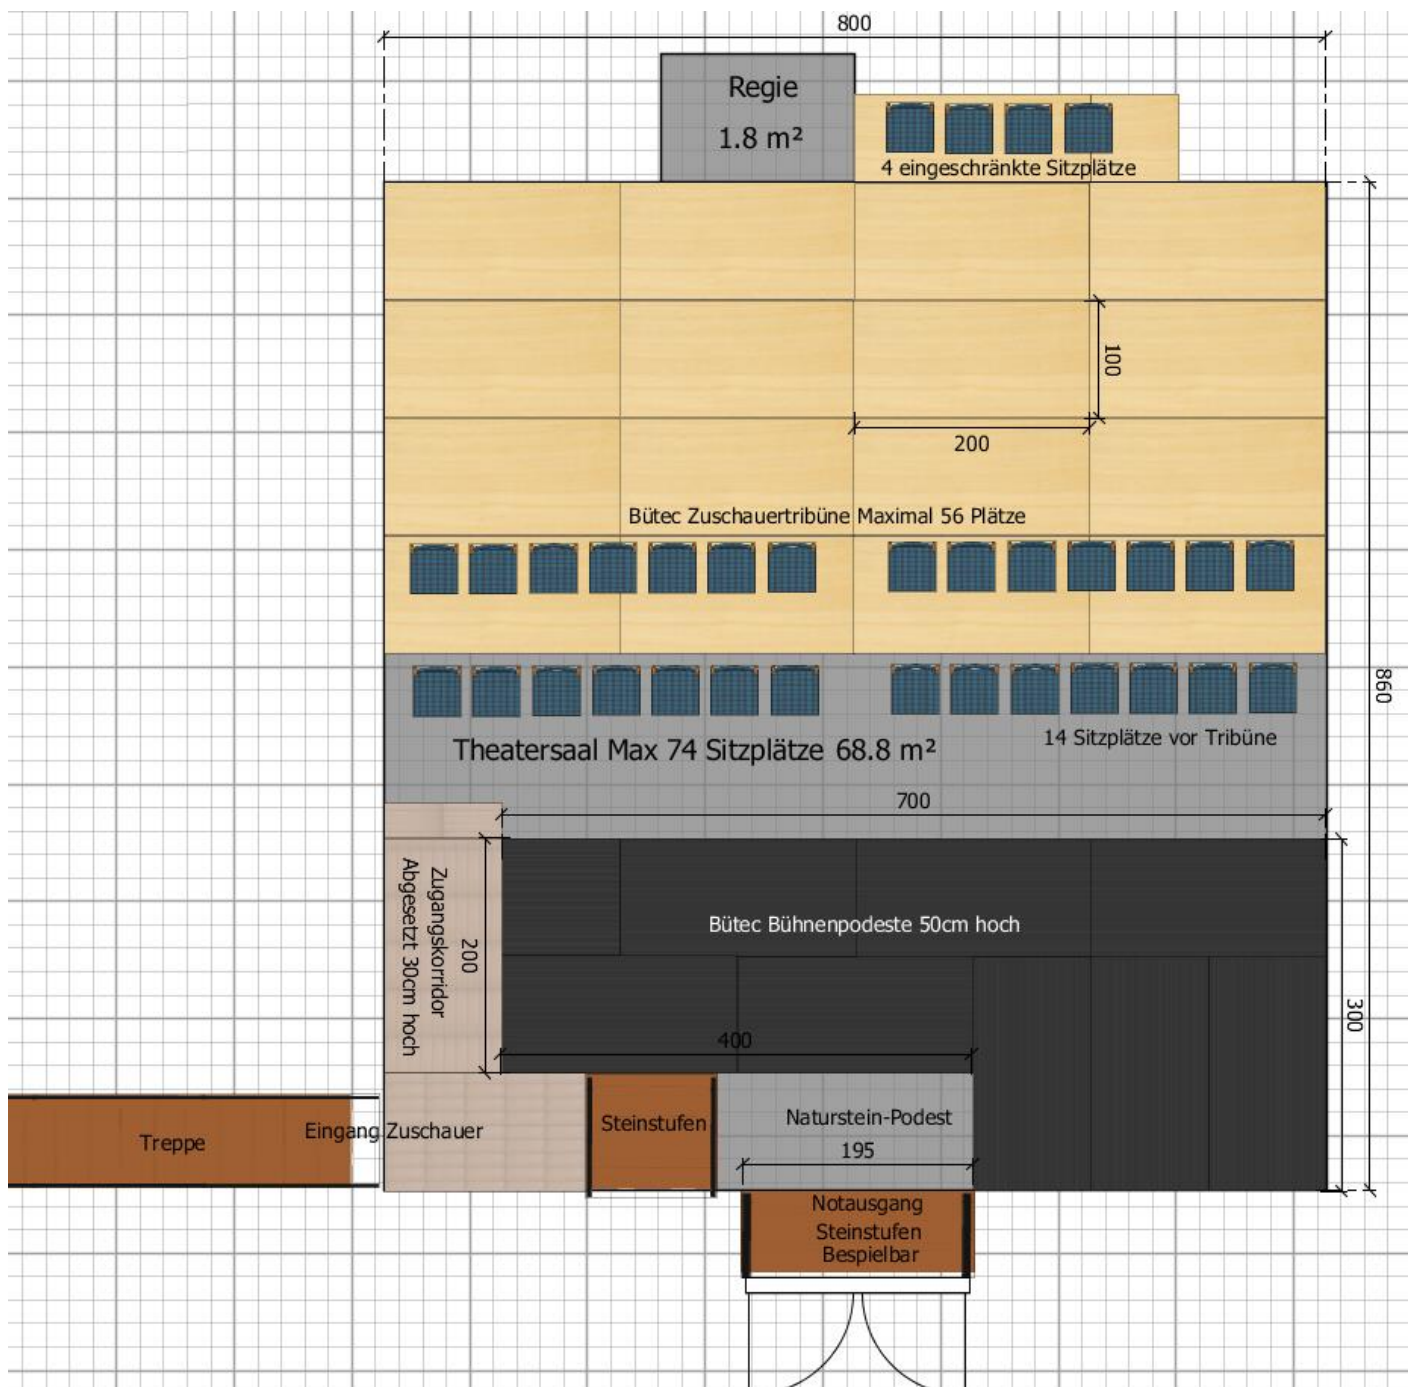 800
Regie
1.8 m²
4 eingeschränkte Sitzplätze
100
200
Bütec Zuschauertribüne Maximal 56 Plätze
860
14 Sitzplätze vor Tribüne
Theatersaal Max 74 Sitzplätze 68.8 m²
700
Zugangskorridor
Abgesetzt 30cm hoch
200
Bütec Bühnenpodeste 50cm hoch
300
400
Treppe
Eingang Zuschauer
Steinstufen
Naturstein-Podest
195
Notausgang
Steinstufen
Bespielbar